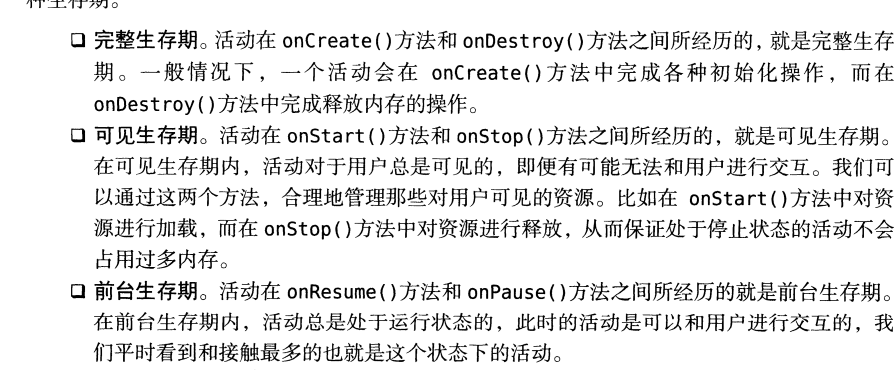 种生存期。
❑ 完整生存期。活动在 onCreate()方法和 onDestroy()方法之间所经历的，就是完整生存
期。一般情况下，一个活动会在 onCreate()方法中完成各种初始化操作，而在
onDestroy()方法中完成释放内存的操作。
❑ 可见生存期。活动在 onStart()方法和 onStop()方法之间所经历的，就是可见生存期。
在可见生存期内，活动对于用户总是可见的，即便有可能无法和用户进行交互。我们可
以通过这两个方法，合理地管理那些对用户可见的资源。比如在 onStart()方法中对资
源进行加载，而在 onStop()方法中对资源进行释放，从而保证处于停止状态的活动不会
占用过多内存。
❑ 前台生存期。活动在 onResume()方法和 onPause()方法之间所经历的就是前台生存期。
在前台生存期内，活动总是处于运行状态的，此时的活动是可以和用户进行交互的，我
们平时看到和接触最多的也就是这个状态下的活动。